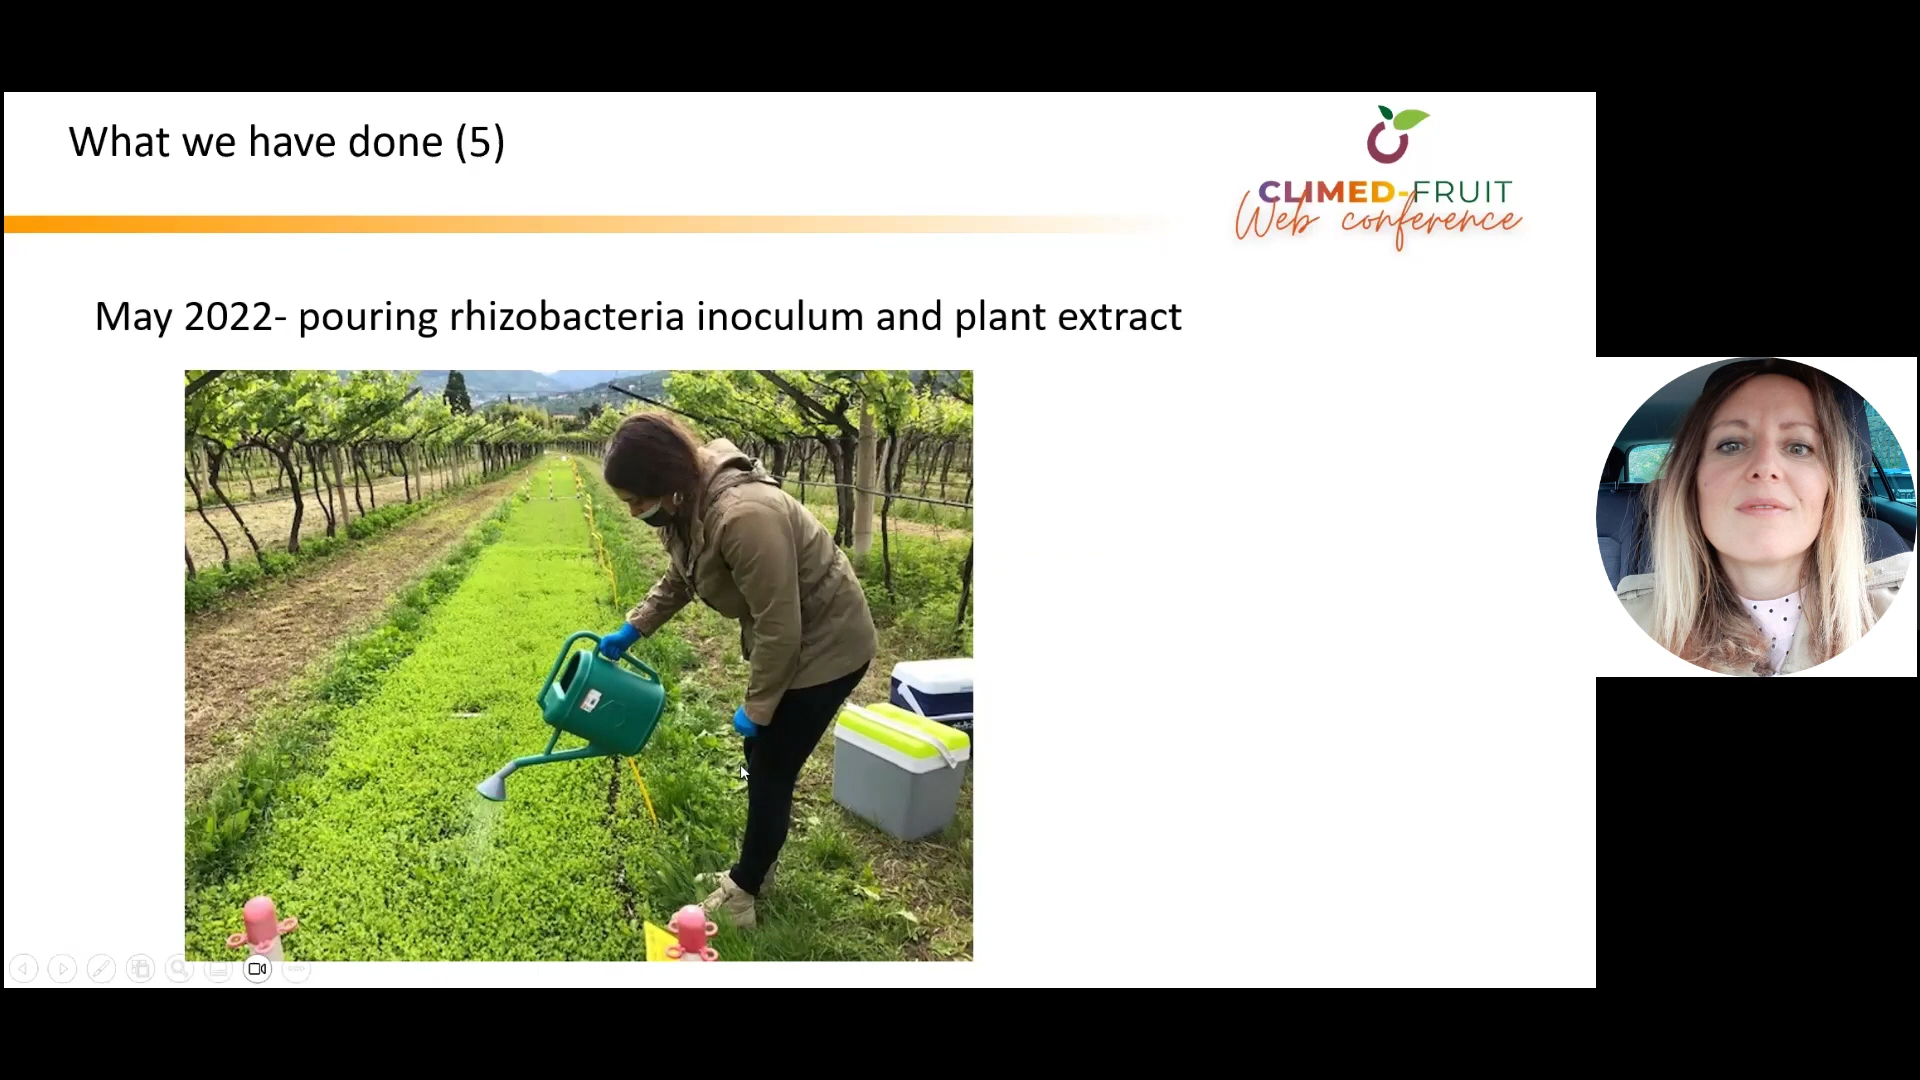 What we have done (5)
CLIMED-FRUIT
Web conference
May 2022- pouring rhizobacteria inoculum and plant extract